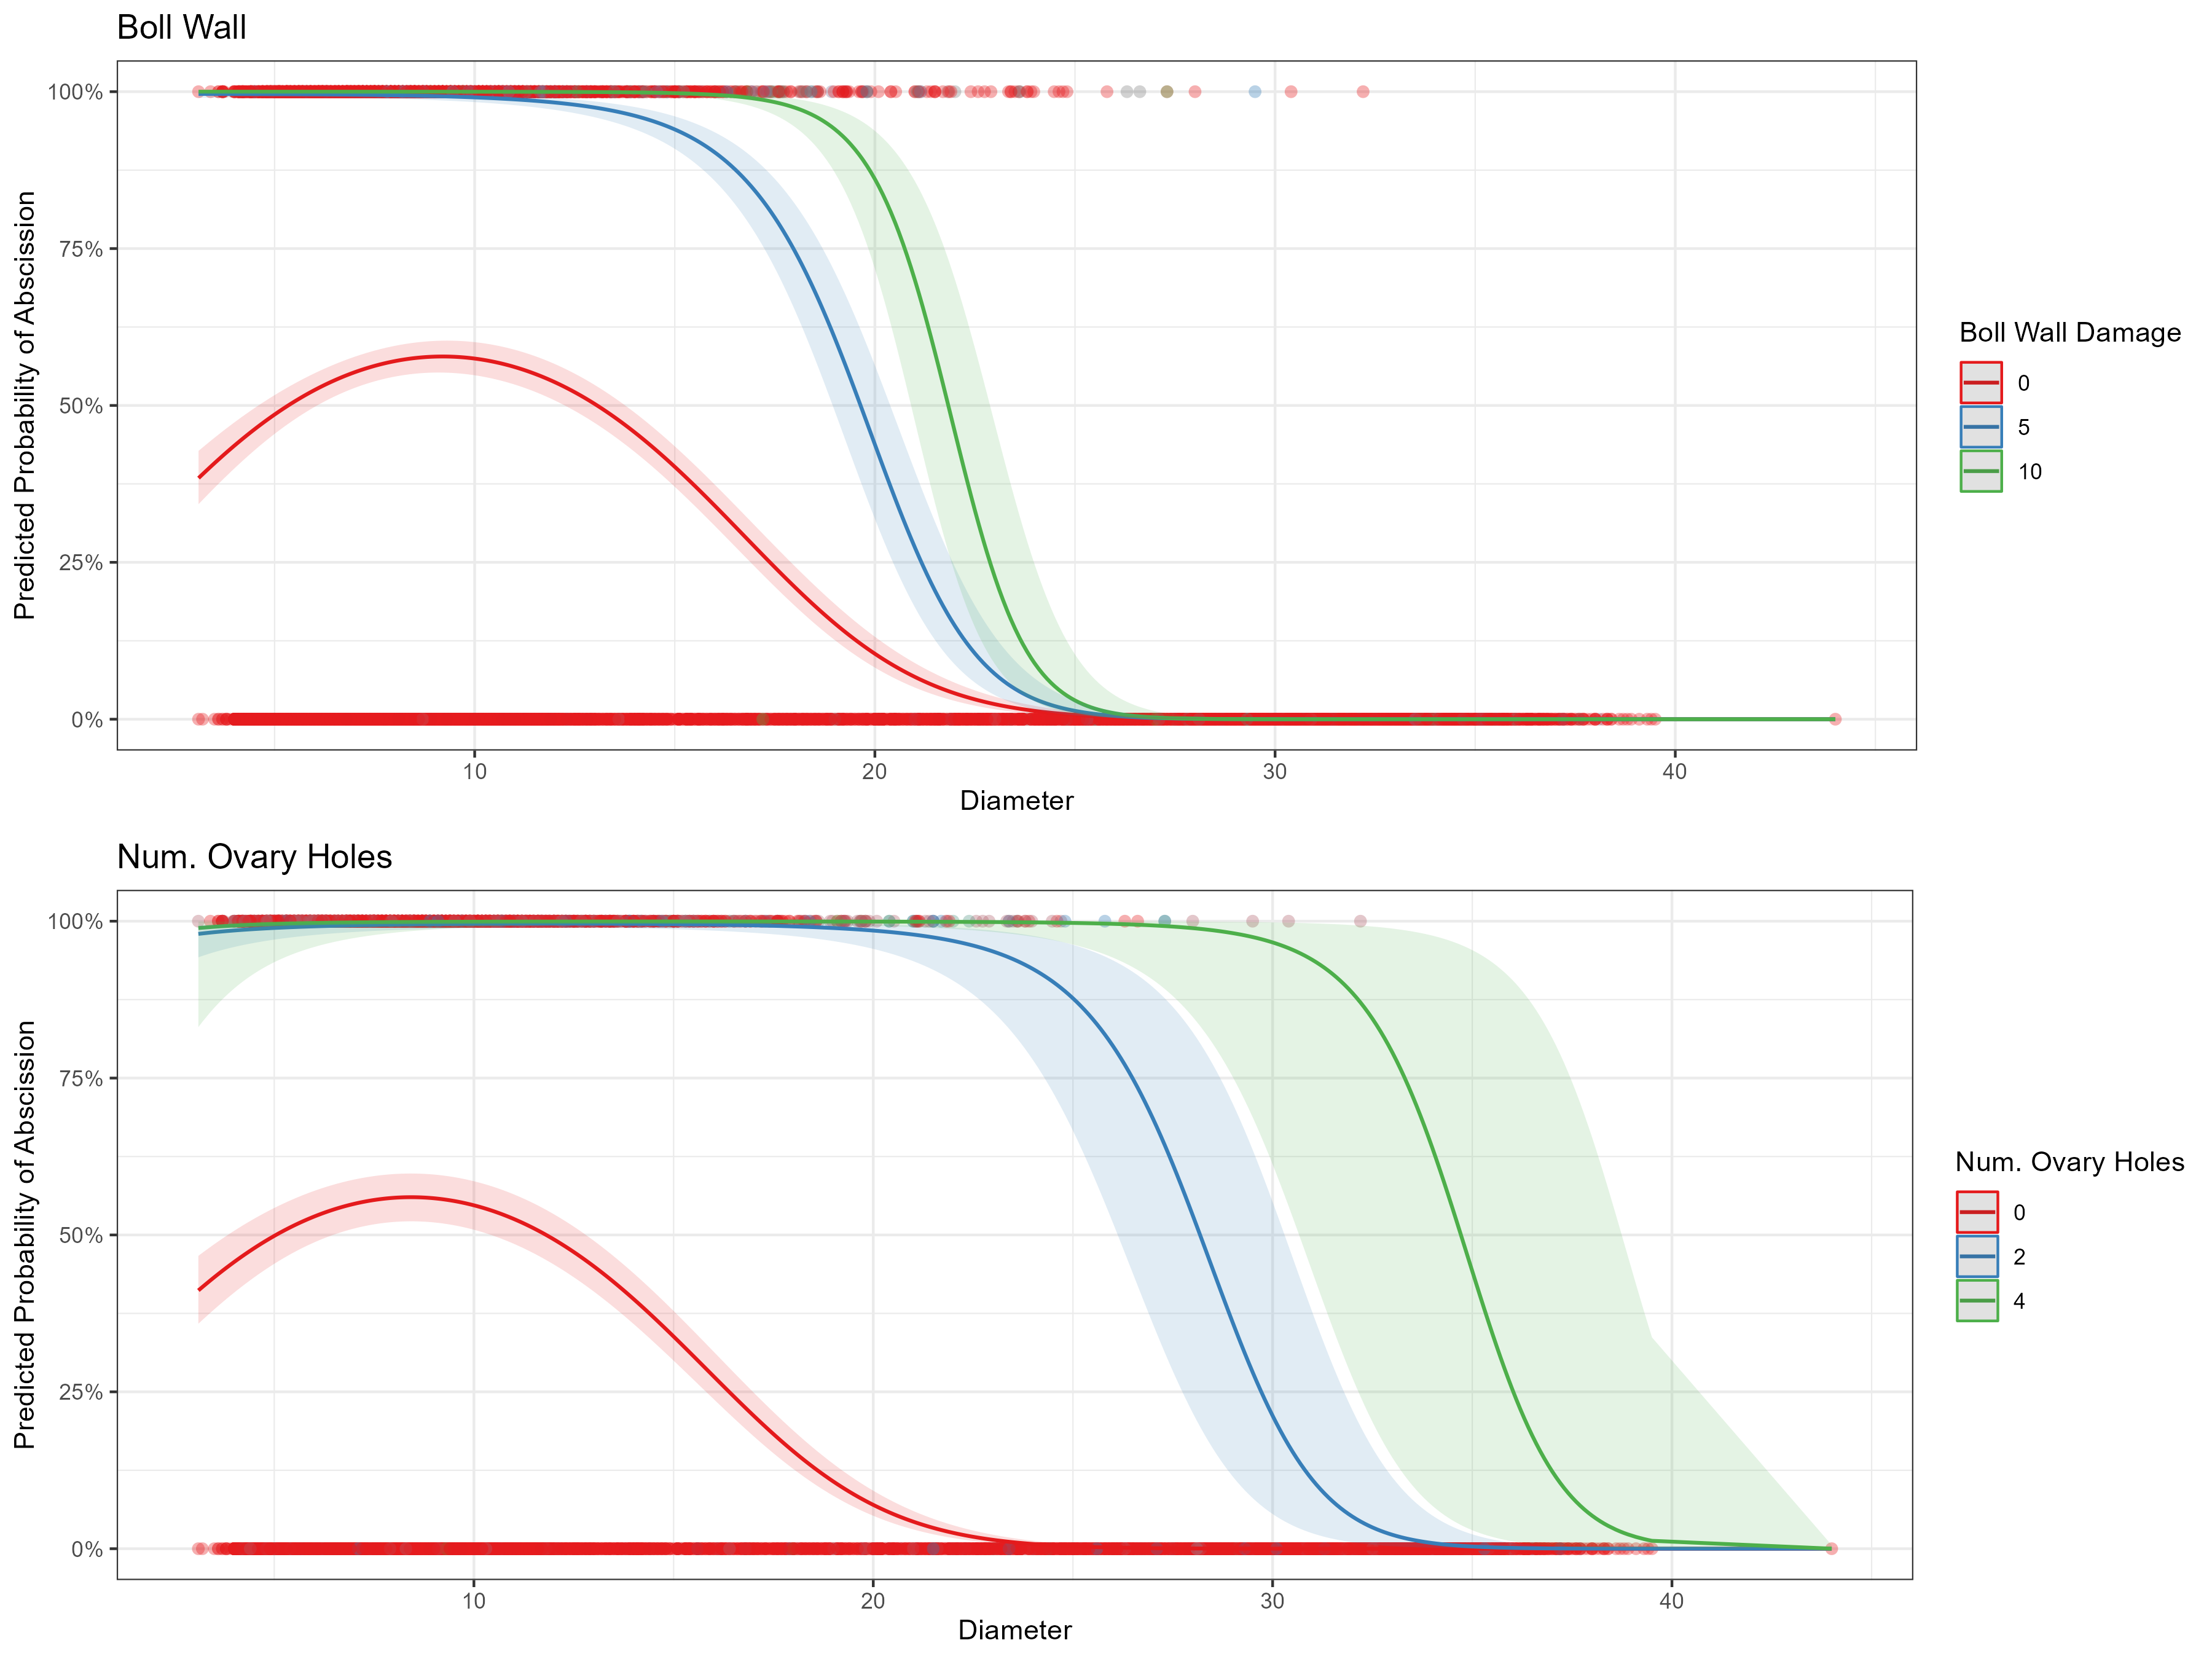 Boll Wall
Predicted Probability of Abscission
100%
75%
50%
25%
0%
10 20 30 40
Diameter
Boll Wall Damage
0
5
10
Num. Ovary Holes
Predicted Probability of Abscission
100%
75%
50%
25%
0%
10 20 30 40
Diameter
Num. Ovary Holes
0
2
4